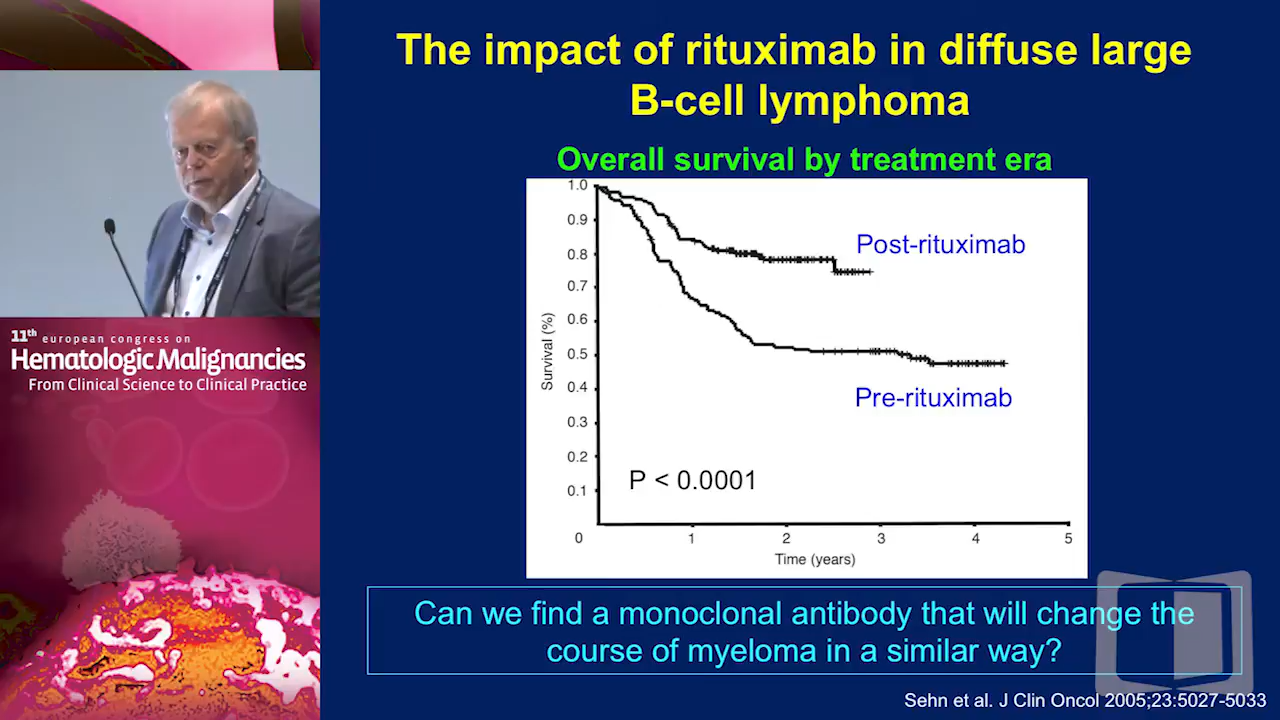 The impact of rituximab in diffuse large
B-cell lymphoma
Overall survival by treatment era
1.0
0.9
0.8
0.7
0.6
0.5
0.4
0.3
0.2
0.1
0
1
2
3
4
5
Survival (%)
Time (years)
Post-rituximab
Pre-rituximab
P < 0.0001
Can we find a monoclonal antibody that will change the
course of myeloma in a similar way?
Sehn et al. J Clin Oncol 2005;23:5027-5033
11th european congress on
Hematologic Malignancies
From Clinical Science to Clinical Practice